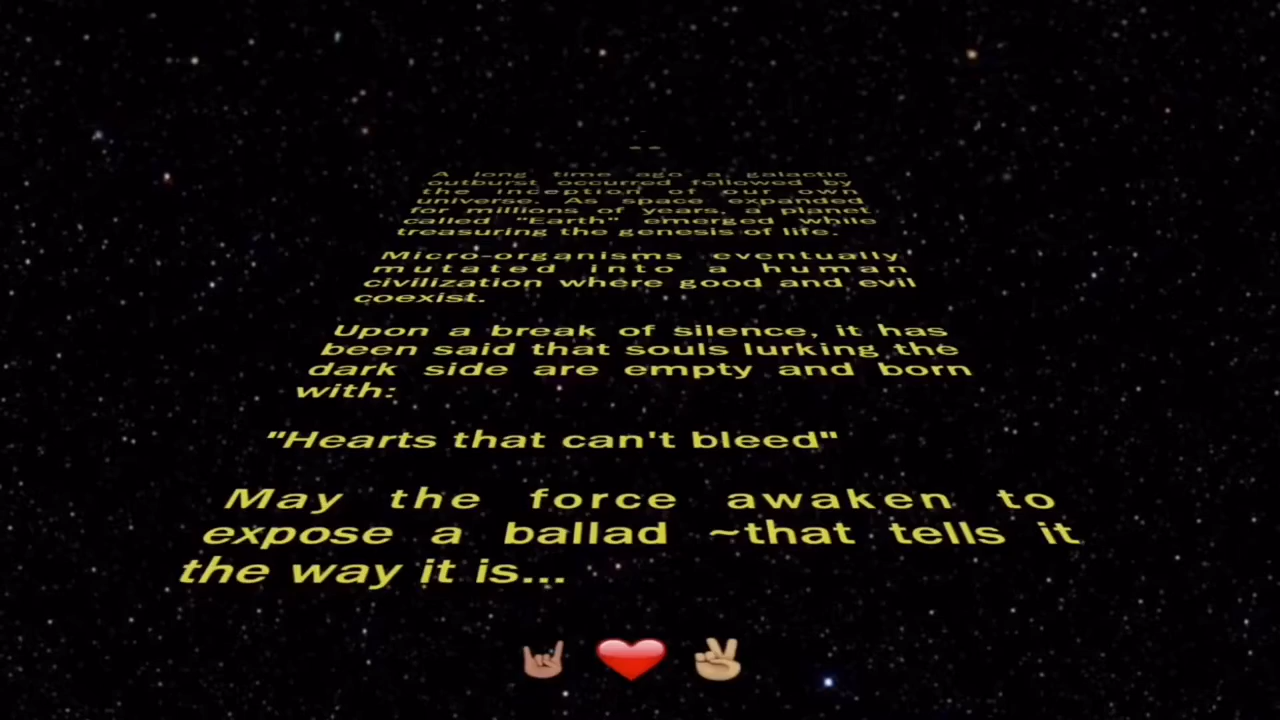 A long time ago a galactic
outburst occurred followed by
the inception of our own
universe. As space expanded
for millions of years, a planet
called "Earth" emerged while
treasuring the genesis of life.
Micro-organisms eventually
mutated into a human
civilization where good and evil
coexist.
Upon a break of silence, it has
been said that souls lurking the
dark side are empty and born
with:
"Hearts that can't bleed"
May the force awaken to
expose a ballad ~that tells it
the way it is...